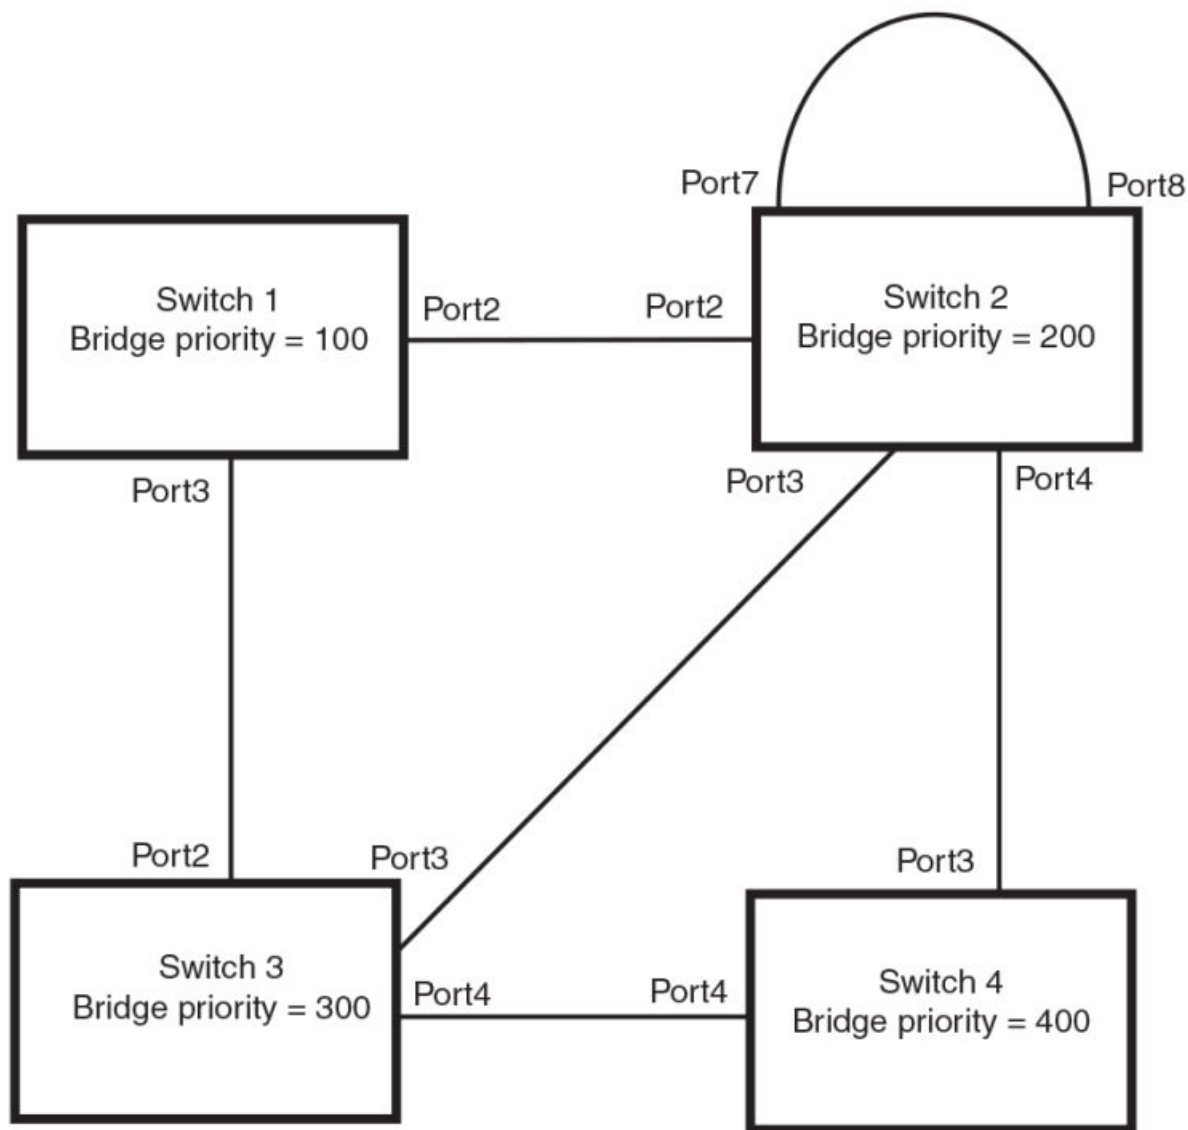 Port7
Port8
Switch 1
Bridge priority = 100
Port2
Port2
Switch 2
Bridge priority = 200
Port3
Port3
Port4
Port2
Port3
Port3
Switch 3
Bridge priority = 300
Port4
Port4
Switch 4
Bridge priority = 400